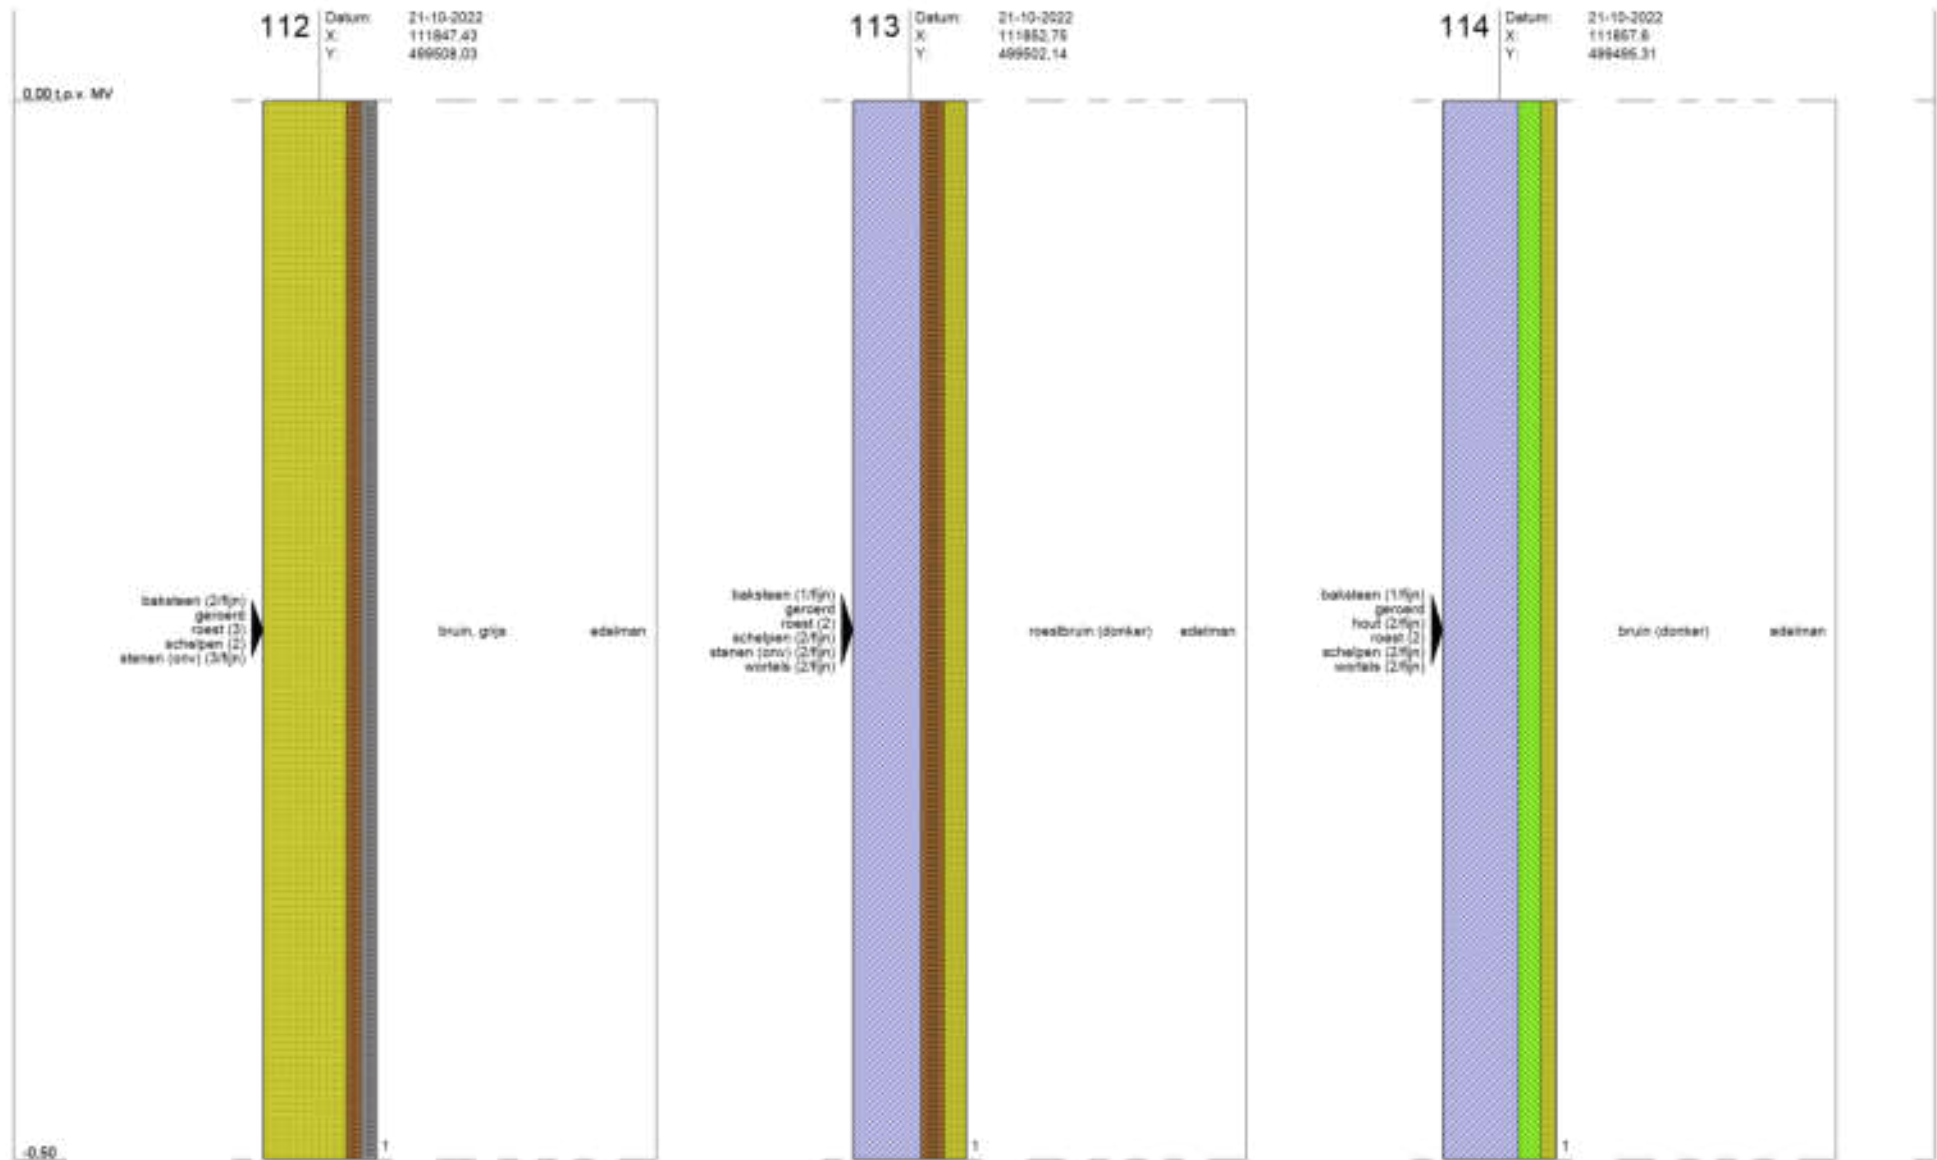 112
Datum: 21-10-2022
X: 111847,43
Y: 499508,03
113
Datum: 21-10-2022
X: 111852,75
Y: 499502,14
114
Datum: 21-10-2022
X: 111857,6
Y: 499495,31
0,00 t.o.v. MV
baksteen (2/fijn)
geroerd
roest (3)
schelpen (2)
stenen (onv) (3/fijn)
bruin, grijs
edelman
baksteen (1/fijn)
geroerd
roest (2)
schelpen (2/fijn)
stenen (onv) (2/fijn)
wortels (2/fijn)
roestbruin (donker)
edelman
baksteen (1/fijn)
geroerd
hout (2/fijn)
roest (2)
schelpen (2/fijn)
wortels (2/fijn)
bruin (donker)
edelman
-0,50
1
1
1